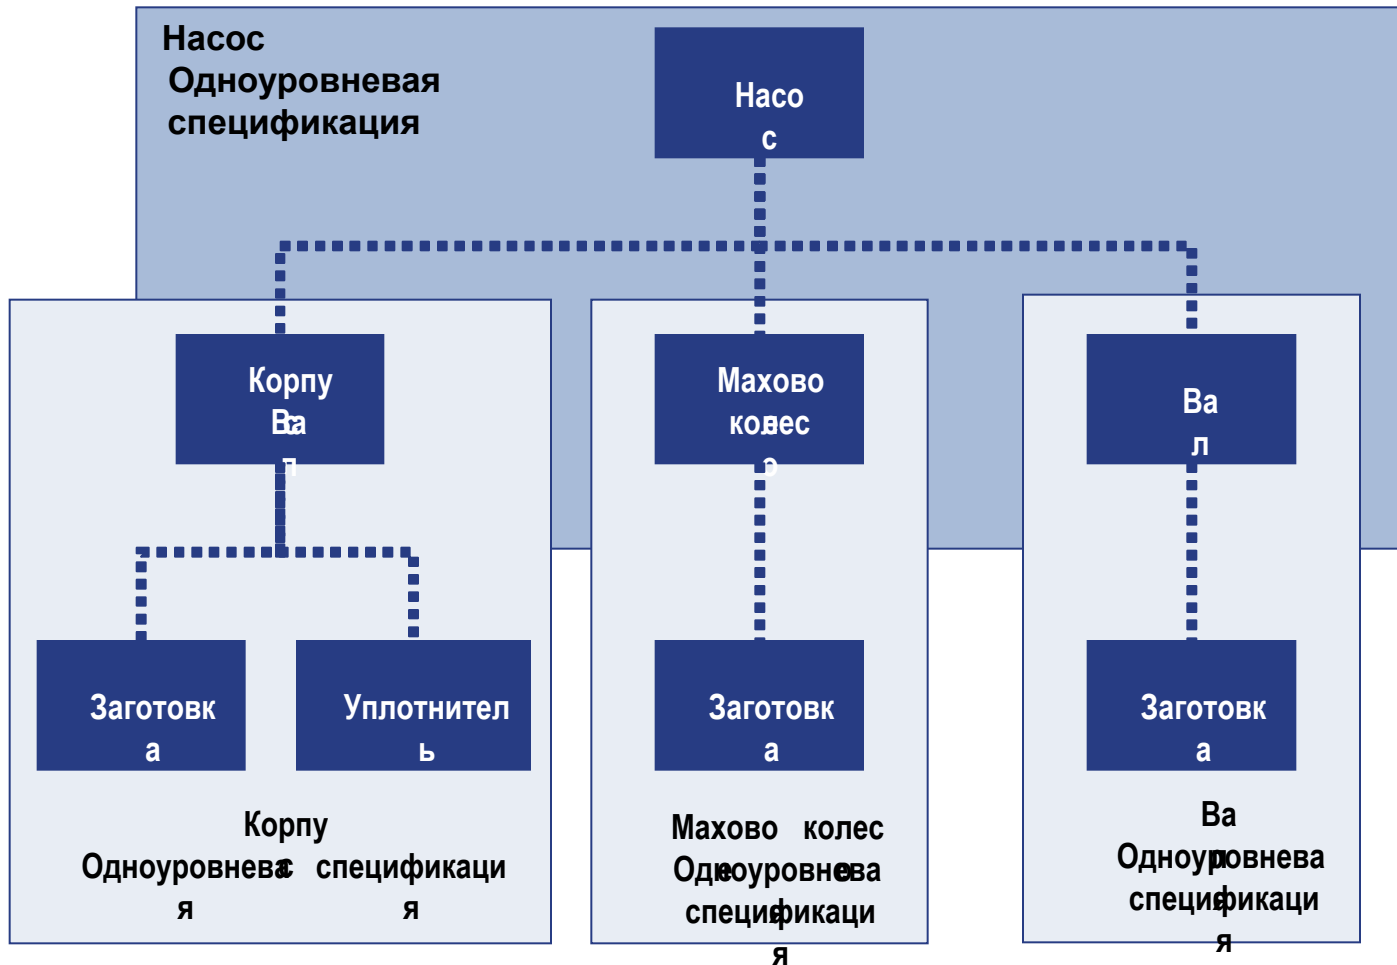 Насос
Одноуровневая
спецификация
Насо
с
Корпу
с
Ва
л
Махово
е
колес
о
Ва
л
Заготовк
а
Уплотнител
ь
Заготовк
а
Заготовк
а
Корпу
с
Одноуровнева спецификаци
я я
Махово колес
е о
Одноуровнева
я
спецификаци
я
Ва
л
Одноуровнева
я
спецификаци
я